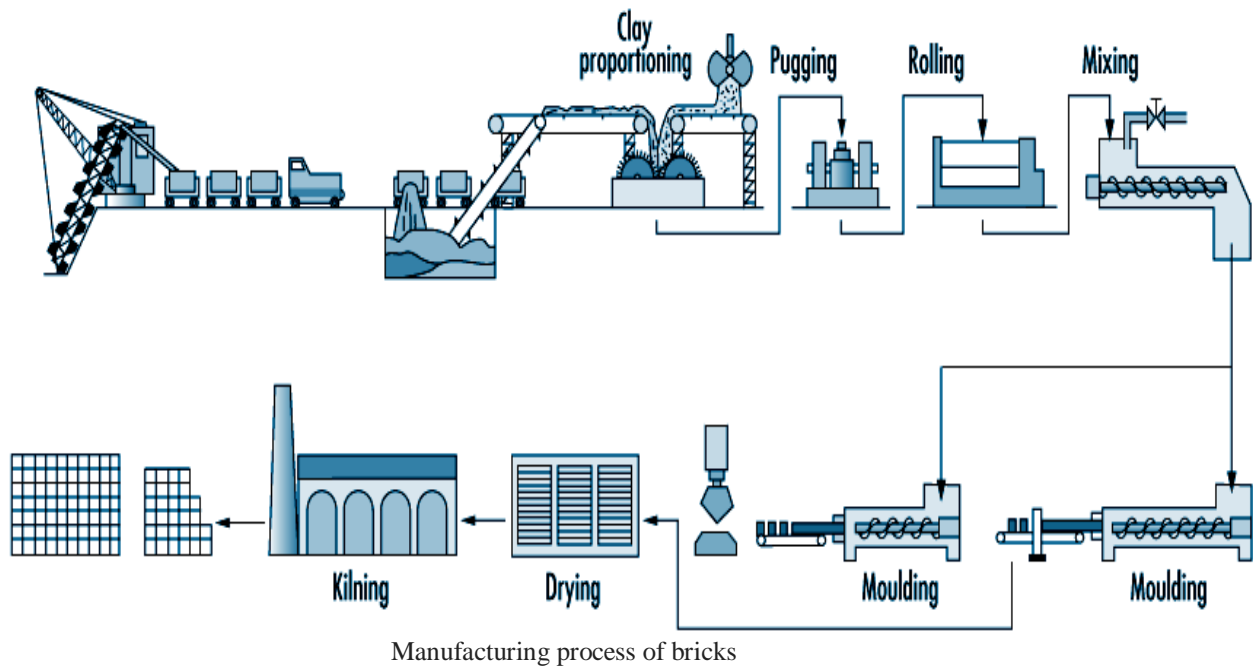 Clay
proportioning
Pugging
Rolling
Mixing
Kilning
Drying
Moulding
Moulding
Manufacturing process of bricks